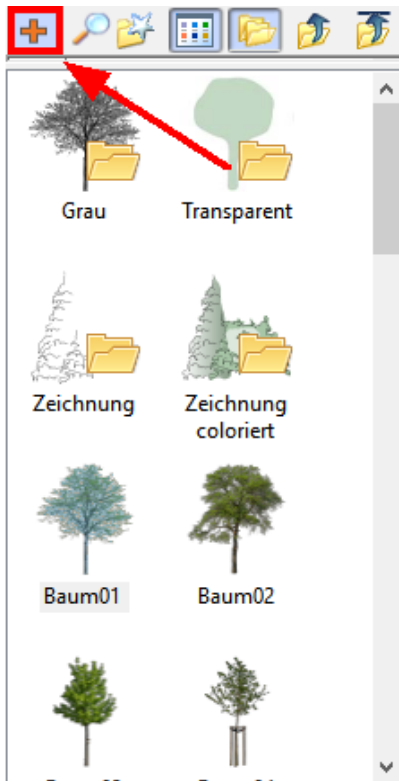 Grau
Transparent
Zeichnung
Zeichnung
coloriert
Baum01
Baum02